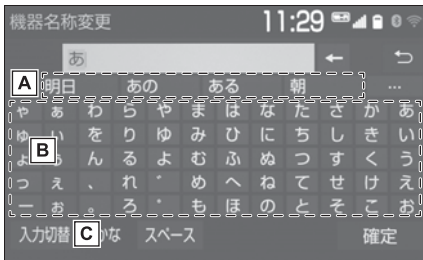 機器名称変更 11:29
あ ←
A 明日 あの ある 朝 …
ゃ ぁ わ ら や ま は な た さ か あ
ゅ ぃ を り ゆ み ひ に ち し き い
ょ ぅ ん る よ む ふ ぬ つ す く う
っ ぇ 、 れ ゛ め へ ね て せ け え
ー ぉ 。 ろ ゜ も ほ の と そ こ お
B
入力切替 C かな スペース 確定